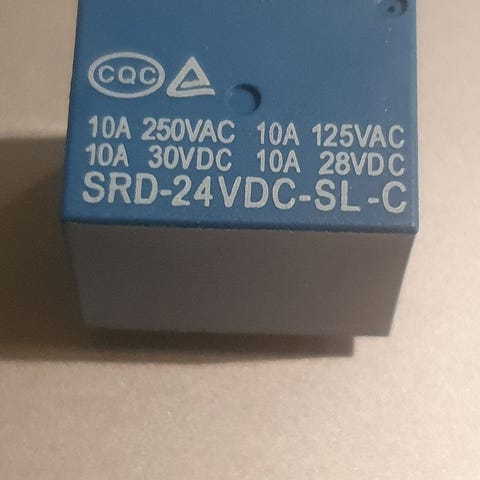 CQC
10A 250VAC 10A 125VAC
10A 30VDC 10A 28VDC
SRD-24VDC-SL-C